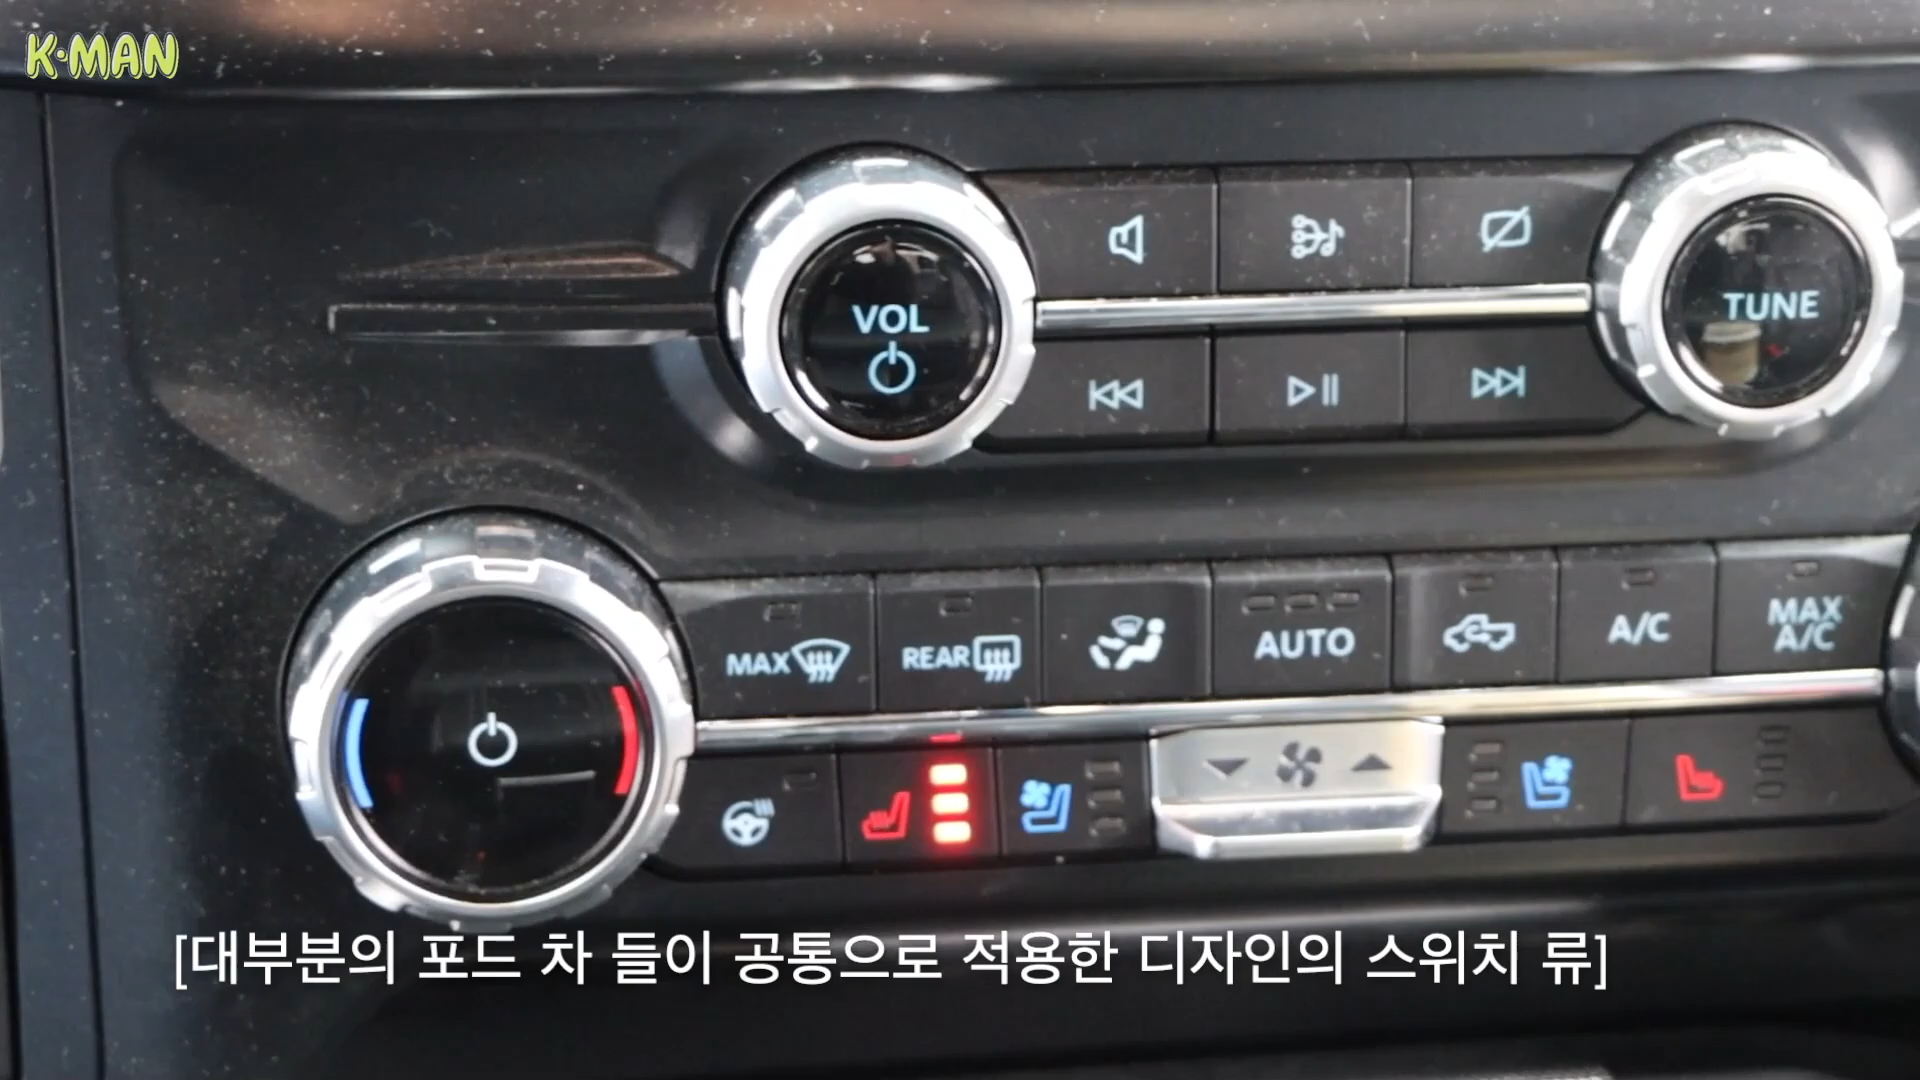 K·MAN
VOL
TUNE
MAX
REAR
AUTO
A/C
MAX
A/C
[대부분의 포드 차 들이 공통으로 적용한 디자인의 스위치 류]